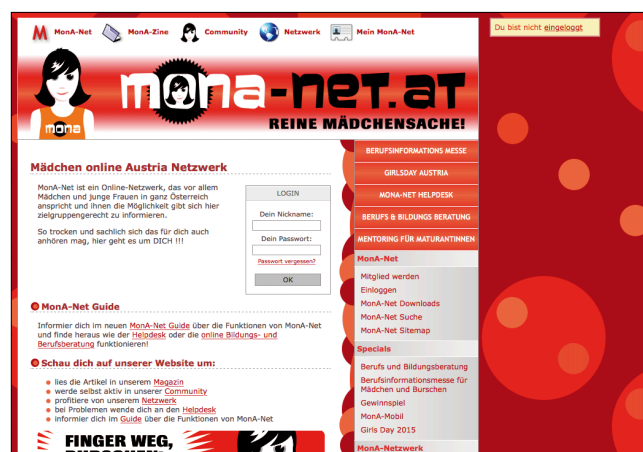 MonA-Net MonA-Zine Community Netzwerk Mein MonA-Net
Du bist nicht eingeloggt
mona-net.at
REINE MÄDCHENSACHE!
mona
Mädchen online Austria Netzwerk
MonA-Net ist ein Online-Netzwerk, das vor allem
Mädchen und junge Frauen in ganz Österreich
anspricht und ihnen die Möglichkeit gibt sich hier
zielgruppengerecht zu informieren.
So trocken und sachlich sich das für dich auch
anhören mag, hier geht es um DICH !!!
LOGIN
Dein Nickname:
Dein Passwort:
Passwort vergessen?
OK
MonA-Net Guide
Informier dich im neuen MonA-Net Guide über die Funktionen von MonA-Net
und finde heraus wie der Helpdesk oder die online Bildungs- und
Berufsberatung funktionieren!
Schau dich auf unserer Website um:
lies die Artikel in unserem Magazin
werde selbst aktiv in unserer Community
profitiere von unserem Netzwerk
bei Problemen wende dich an den Helpdesk
informier dich im Guide über die Funktionen von MonA-Net
FINGER WEG,
BERUFSINFORMATIONS MESSE
GIRLSDAY AUSTRIA
MONA-NET HELPDESK
BERUFS & BILDUNGS BERATUNG
MENTORING FÜR MATURANTINNEN
MonA-Net
Mitglied werden
Einloggen
MonA-Net Downloads
MonA-Net Suche
MonA-Net Sitemap
Specials
Berufs und Bildungsberatung
Berufsinformationsmesse für
Mädchen und Burschen
Gewinnspiel
MonA-Mobil
Girls Day 2015
MonA-Netzwerk